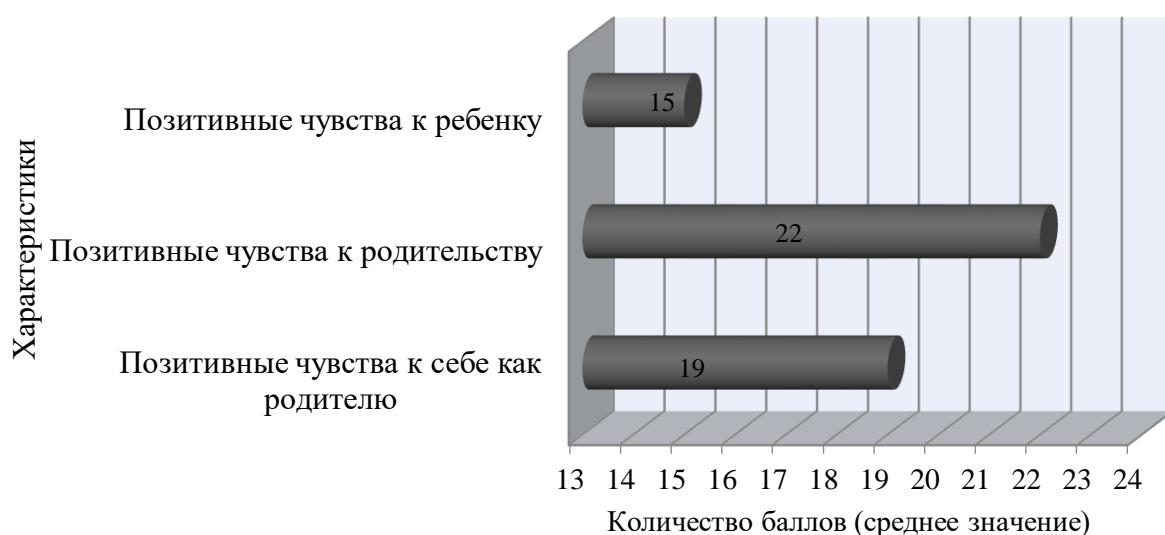 Характеристики
Позитивные чувства к ребенку
15
Позитивные чувства к родительству
22
Позитивные чувства к себе как
родителю
19
13 14 15 16 17 18 19 20 21 22 23 24
Количество баллов (среднее значение)